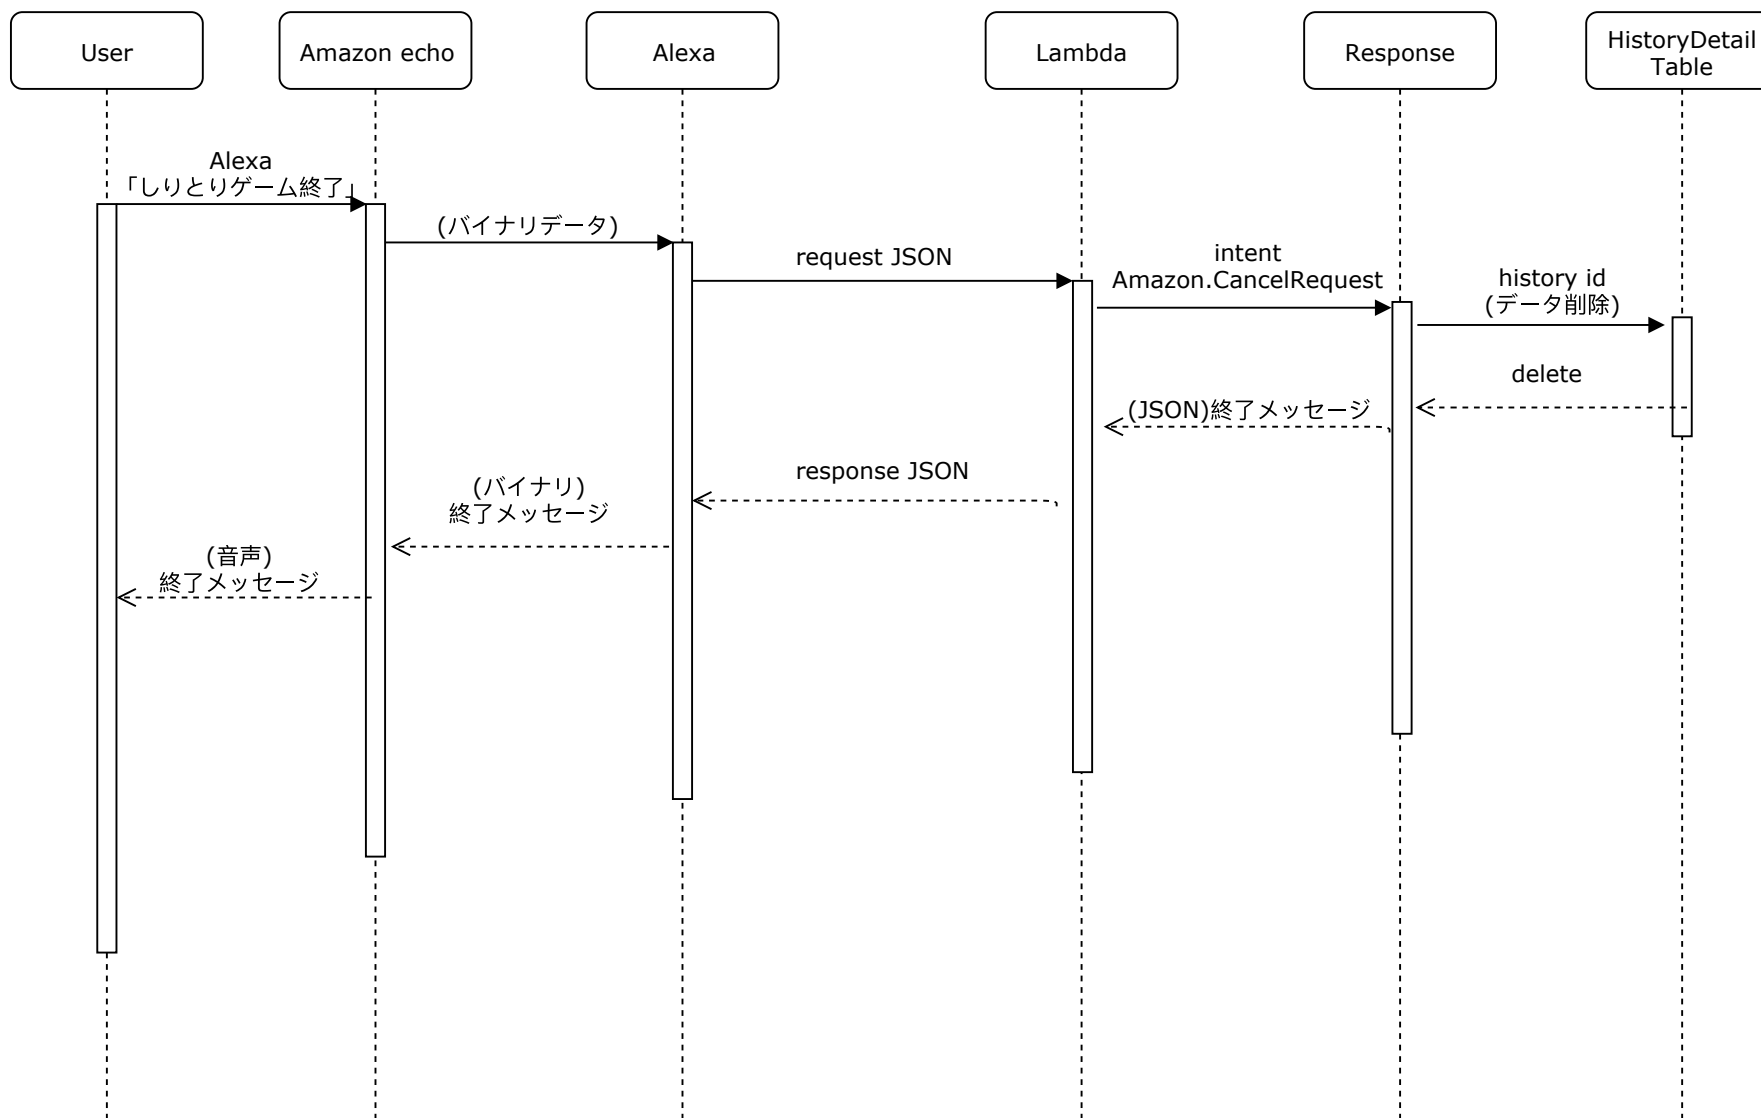 User
Amazon echo
Alexa
Lambda
Response
HistoryDetail
Table
Alexa
「しりとりゲーム終了」
(バイナリデータ)
request JSON
intent
Amazon.CancelRequest
history id
(データ削除)
delete
(JSON)終了メッセージ
response JSON
(バイナリ)
終了メッセージ
(音声)
終了メッセージ